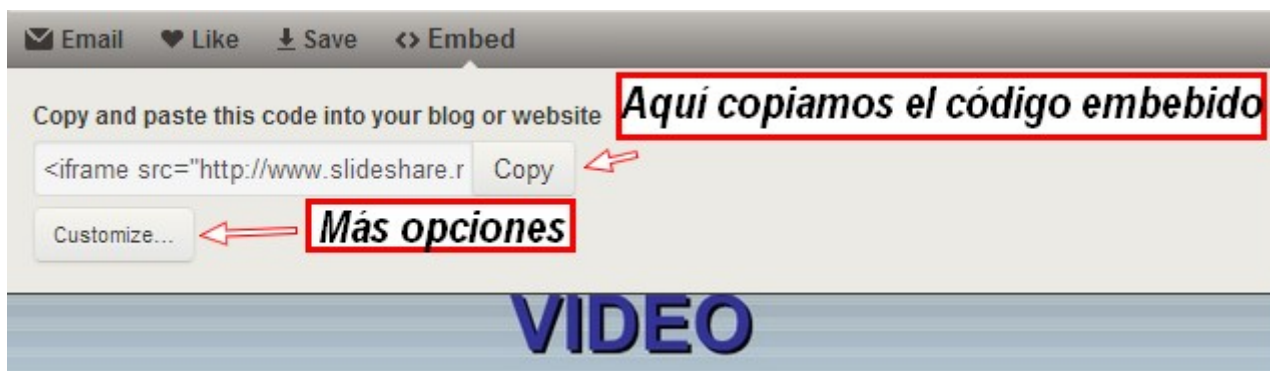 Email Like Save <> Embed
Copy and paste this code into your blog or website
Aquí copiamos el código embebido
<iframe src="http://www.slideshare.r Copy
Customize...
Más opciones
VIDEO